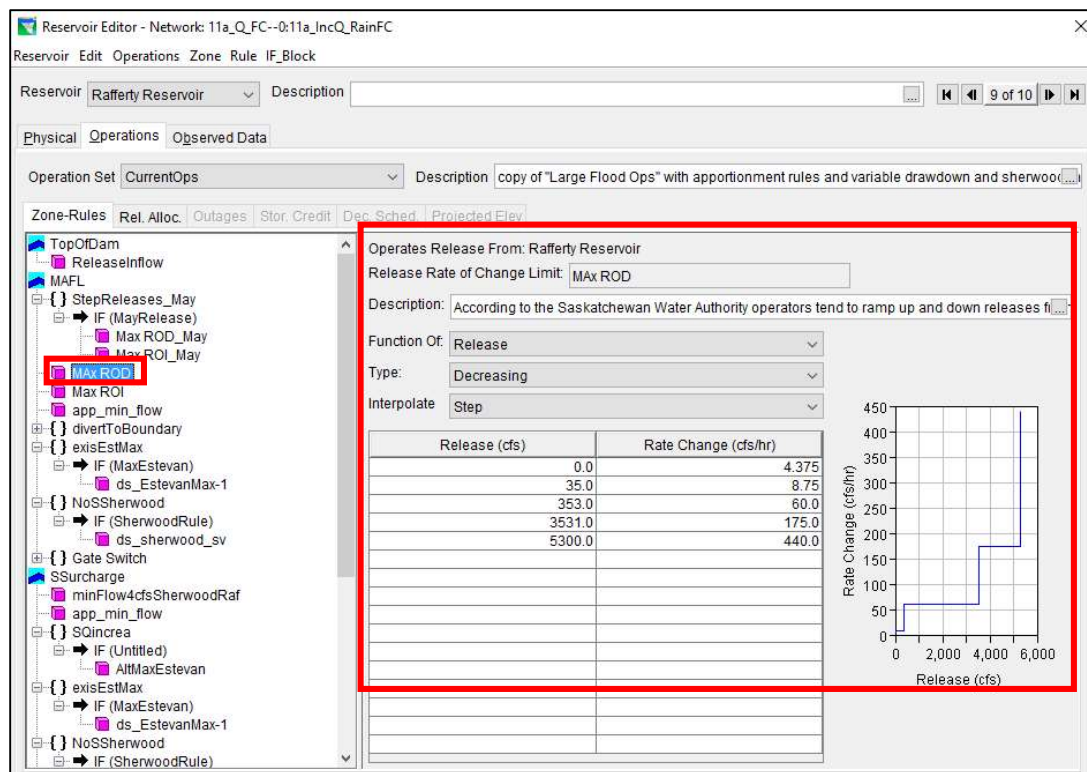 Reservoir Editor - Network: 11a_Q_FC--0:11a_IncQ_RainFC
Reservoir Edit Operations Zone Rule IF_Block
Reservoir Rafferty Reservoir Description ... 9 of 10
Physical Operations Observed Data
Operation Set CurrentOps Description copy of "Large Flood Ops" with apportionment rules and variable drawdown and sherwood ...
Zone-Rules Rel. Alloc. Outages Stor. Credit Dec. Sched. Projected Elev
TopOfDam
ReleaseInflow
MAFL
{ } StepReleases_May
IF (MayRelease)
Max ROD_May
Max ROI_May
MAx ROD
Max ROI
app_min_flow
{ } divertToBoundary
{ } exisEstMax
IF (MaxEstevan)
ds_EstevanMax-1
{ } NoSSherwood
IF (SherwoodRule)
ds_sherwood_sv
{ } Gate Switch
SSurcharge
minFlow4cfsSherwoodRaf
app_min_flow
{ } SQincrea
IF (Untitled)
AltMaxEstevan
{ } exisEstMax
IF (MaxEstevan)
ds_EstevanMax-1
{ } NoSSherwood
IF (SherwoodRule)
Operates Release From: Rafferty Reservoir
Release Rate of Change Limit: MAx ROD
Description: According to the Saskatchewan Water Authority operators tend to ramp up and down releases ...
Function Of: Release
Type: Decreasing
Interpolate Step
Release (cfs) Rate Change (cfs/hr)
0.0 4.375
35.0 8.75
353.0 60.0
3531.0 175.0
5300.0 440.0
450
400
350
300
250
200
150
100
50
0
Rate Change (cfs/hr)
0 2,000 4,000 6,000
Release (cfs)